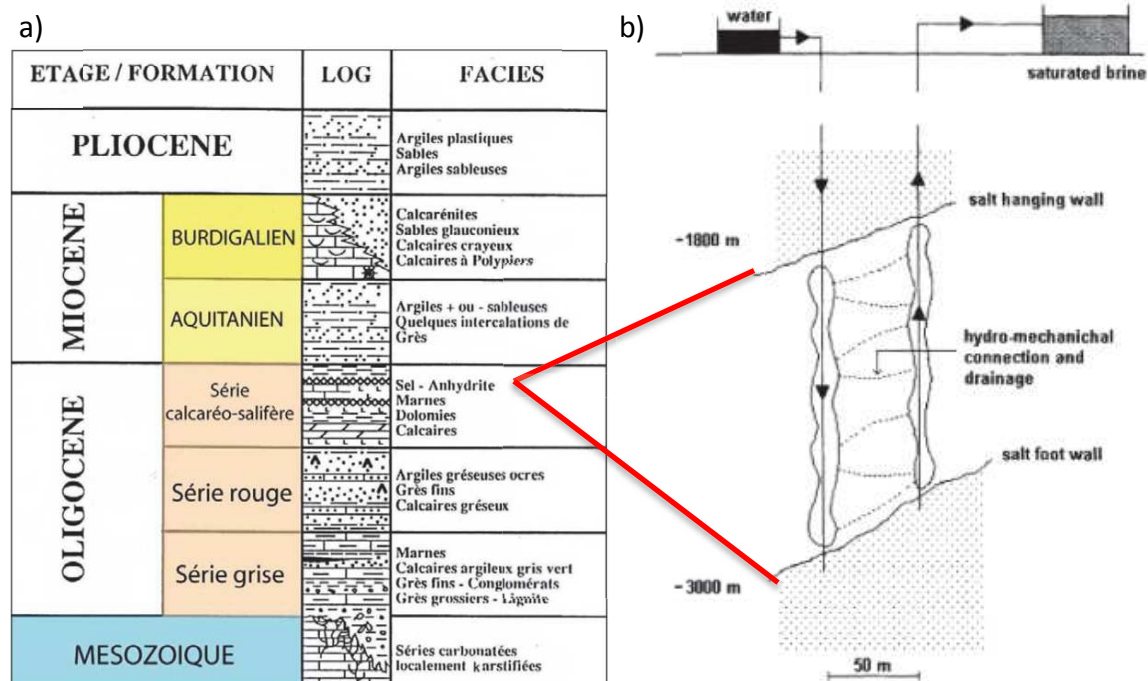 a)
ETAGE / FORMATION
LOG
FACIES
PLIOCENE
Argiles plastiques
Sables
Argiles sableuses
MIOCENE
BURDIGALIEN
Calcarénites
Sables glauconieux
Calcaires crayeux
Calcaires à Polypiers
AQUITANIEN
Argiles + ou - sableuses
Quelques intercalations de
Grès
OLIGOCENE
Série
calcaréo-salifère
Sel - Anhydrite
Marnes
Dolomies
Calcaires
Série rouge
Argiles gréseuses ocres
Grès fins
Calcaires gréseux
Série grise
Marnes
Calcaires argileux gris vert
Grès fins - Conglomérats
Grès grossiers - Lignite
MESOZOIQUE
Séries carbonatées
localement karstifiées
b)
water
saturated brine
salt hanging wall
~1800 m
hydro-mechanichal
connection and
drainage
salt foot wall
~3000 m
50 m